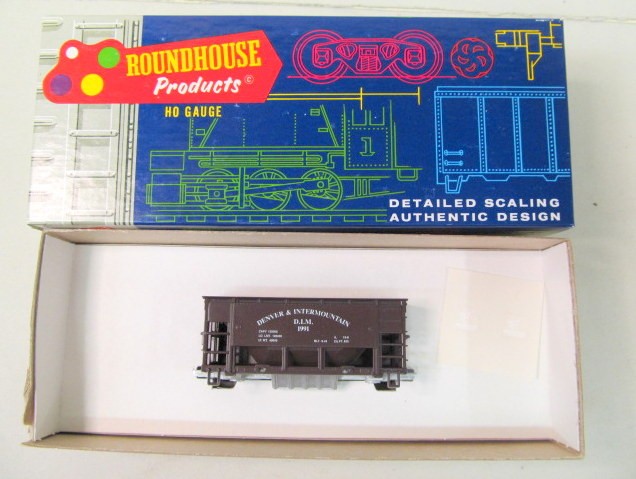 ROUNDHOUSE
Products ©
HO GAUGE
1
DETAILED SCALING
AUTHENTIC DESIGN
DENVER & INTERMOUNTAIN
D.I.M.
1991